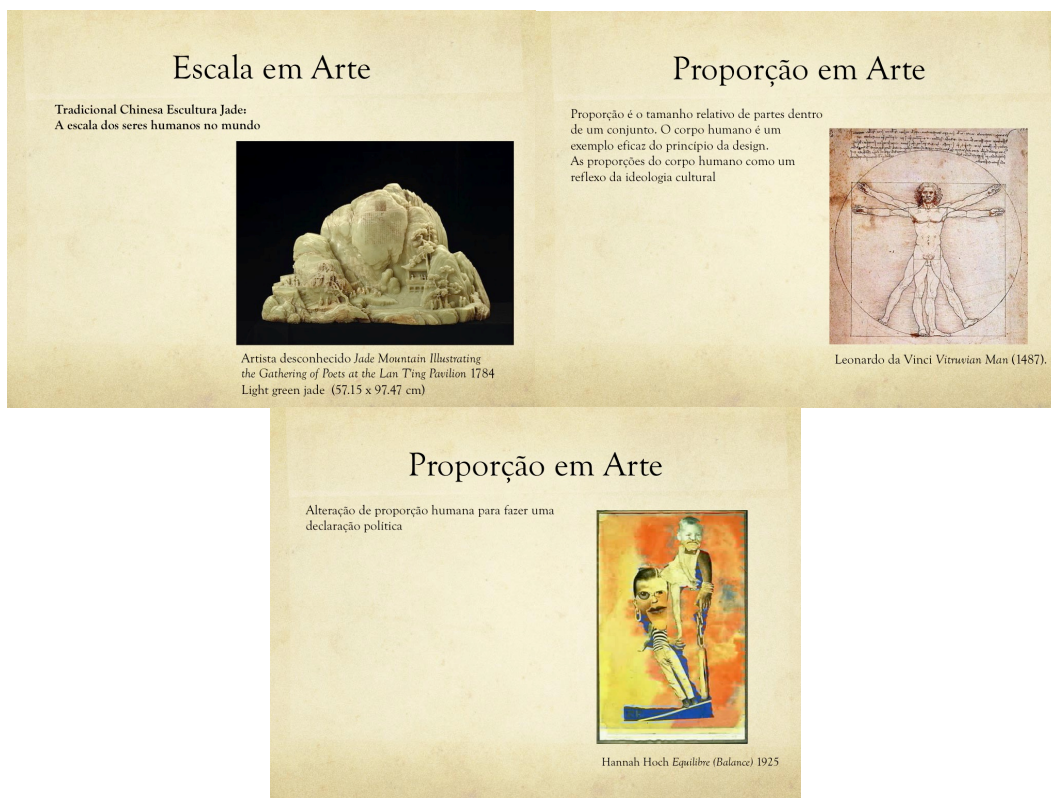 Escala em Arte
Tradicional Chinesa Escultura Jade:
A escala dos seres humanos no mundo
Artista desconhecido Jade Mountain Illustrating
the Gathering of Poets at the Lan T'ing Pavilion 1784
Light green jade (57.15 x 97.47 cm)
Proporção em Arte
Proporção é o tamanho relativo de partes dentro
de um conjunto. O corpo humano é um
exemplo eficaz do princípio da design.
As proporções do corpo humano como um
reflexo da ideologia cultural
Leonardo da Vinci Vitruvian Man (1487).
Proporção em Arte
Alteração de proporção humana para fazer uma
declaração política
Hannah Hoch Equilibre (Balance) 1925